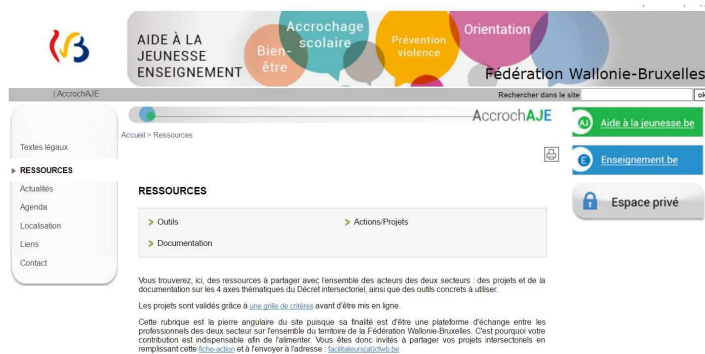 AIDE À LA
JEUNESSE
ENSEIGNEMENT
Bien-
être
Accrochage
scolaire
Prévention
violence
Orientation
Fédération Wallonie-Bruxelles
| AccrochAJE
Rechercher dans le site
ok
AccrochAJE
Accueil > Ressources
Textes légaux
RESSOURCES
Actualités
Agenda
Localisation
Liens
Contact
RESSOURCES
> Outils
> Actions/Projets
> Documentation
Vous trouverez, ici, des ressources à partager avec l'ensemble des acteurs des deux secteurs : des projets et de la
documentation sur les 4 axes thématiques du Décret intersectoriel, ainsi que des outils concrets à utiliser.
Les projets sont validés grâce à une grille de critères avant d'être mis en ligne.
Cette rubrique est la pierre angulaire du site puisque sa finalité est d'être une plateforme d'échange entre les
professionnels des deux secteur sur l'ensemble du territoire de la Fédération Wallonie-Bruxelles. C'est pourquoi votre
contribution est indispensable afin de l'alimenter. Vous êtes donc invités à partager vos projets intersectoriels en
remplissant cette fiche-action et à l'envoyer à l'adresse : facilitateurs(at)cfwb.be
AJ Aide à la jeunesse.be
E Enseignement.be
Espace privé